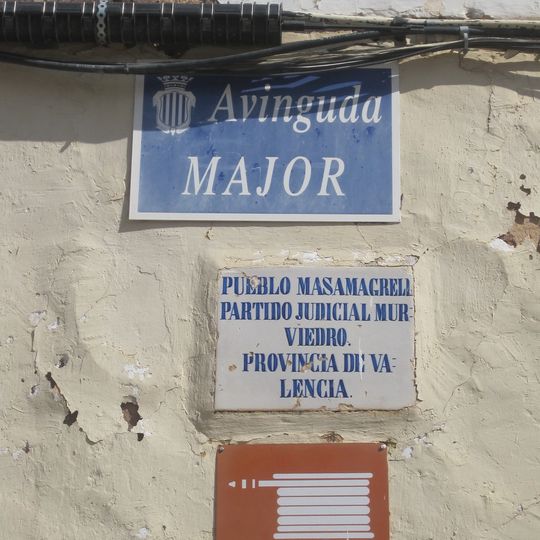 Avinguda
MAJOR
PUEBLO MASAMAGRELL
PARTIDO JUDICIAL MUR-
VIEDRO.
PROVINCIA DE VA-
LENCIA.